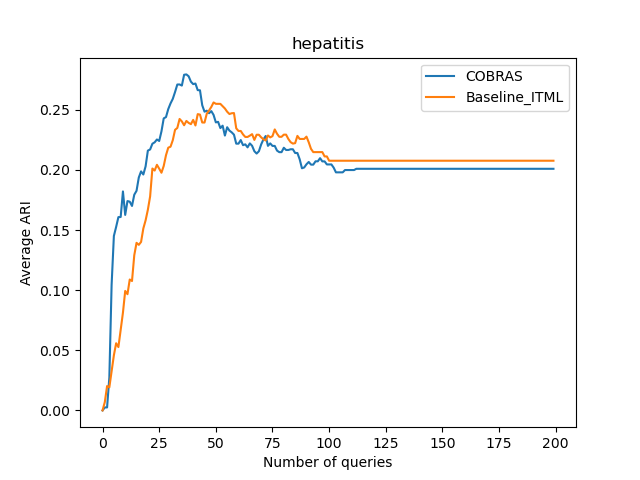 hepatitis
COBRAS
Baseline_ITML
Average ARI
0.25
0.20
0.15
0.10
0.05
0.00
0 25 50 75 100 125 150 175 200
Number of queries